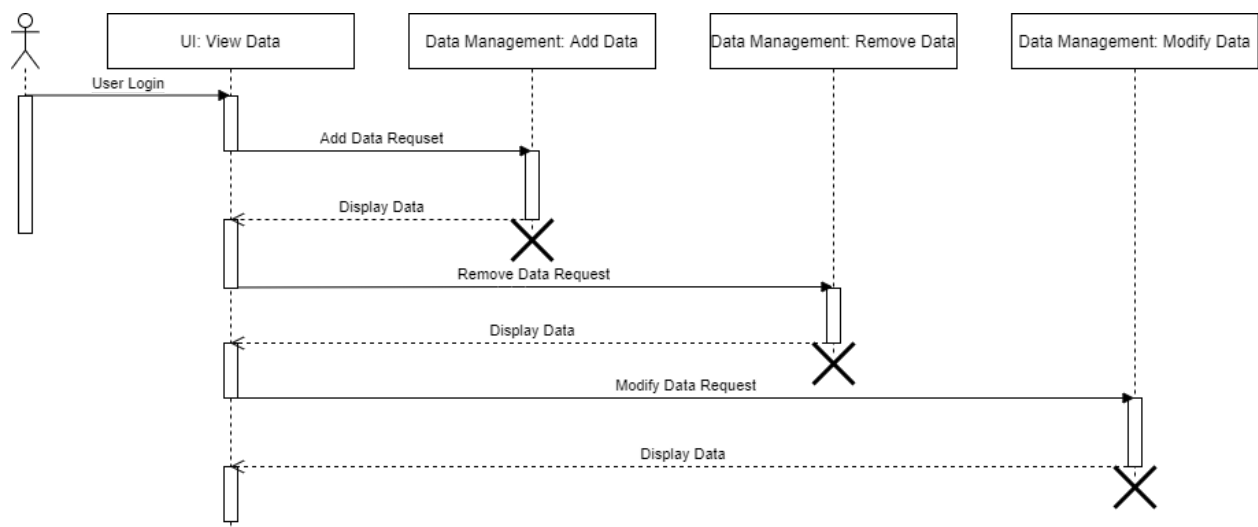 UI: View Data
Data Management: Add Data
Data Management: Remove Data
Data Management: Modify Data
User Login
Add Data Requset
Display Data
Remove Data Request
Display Data
Modify Data Request
Display Data